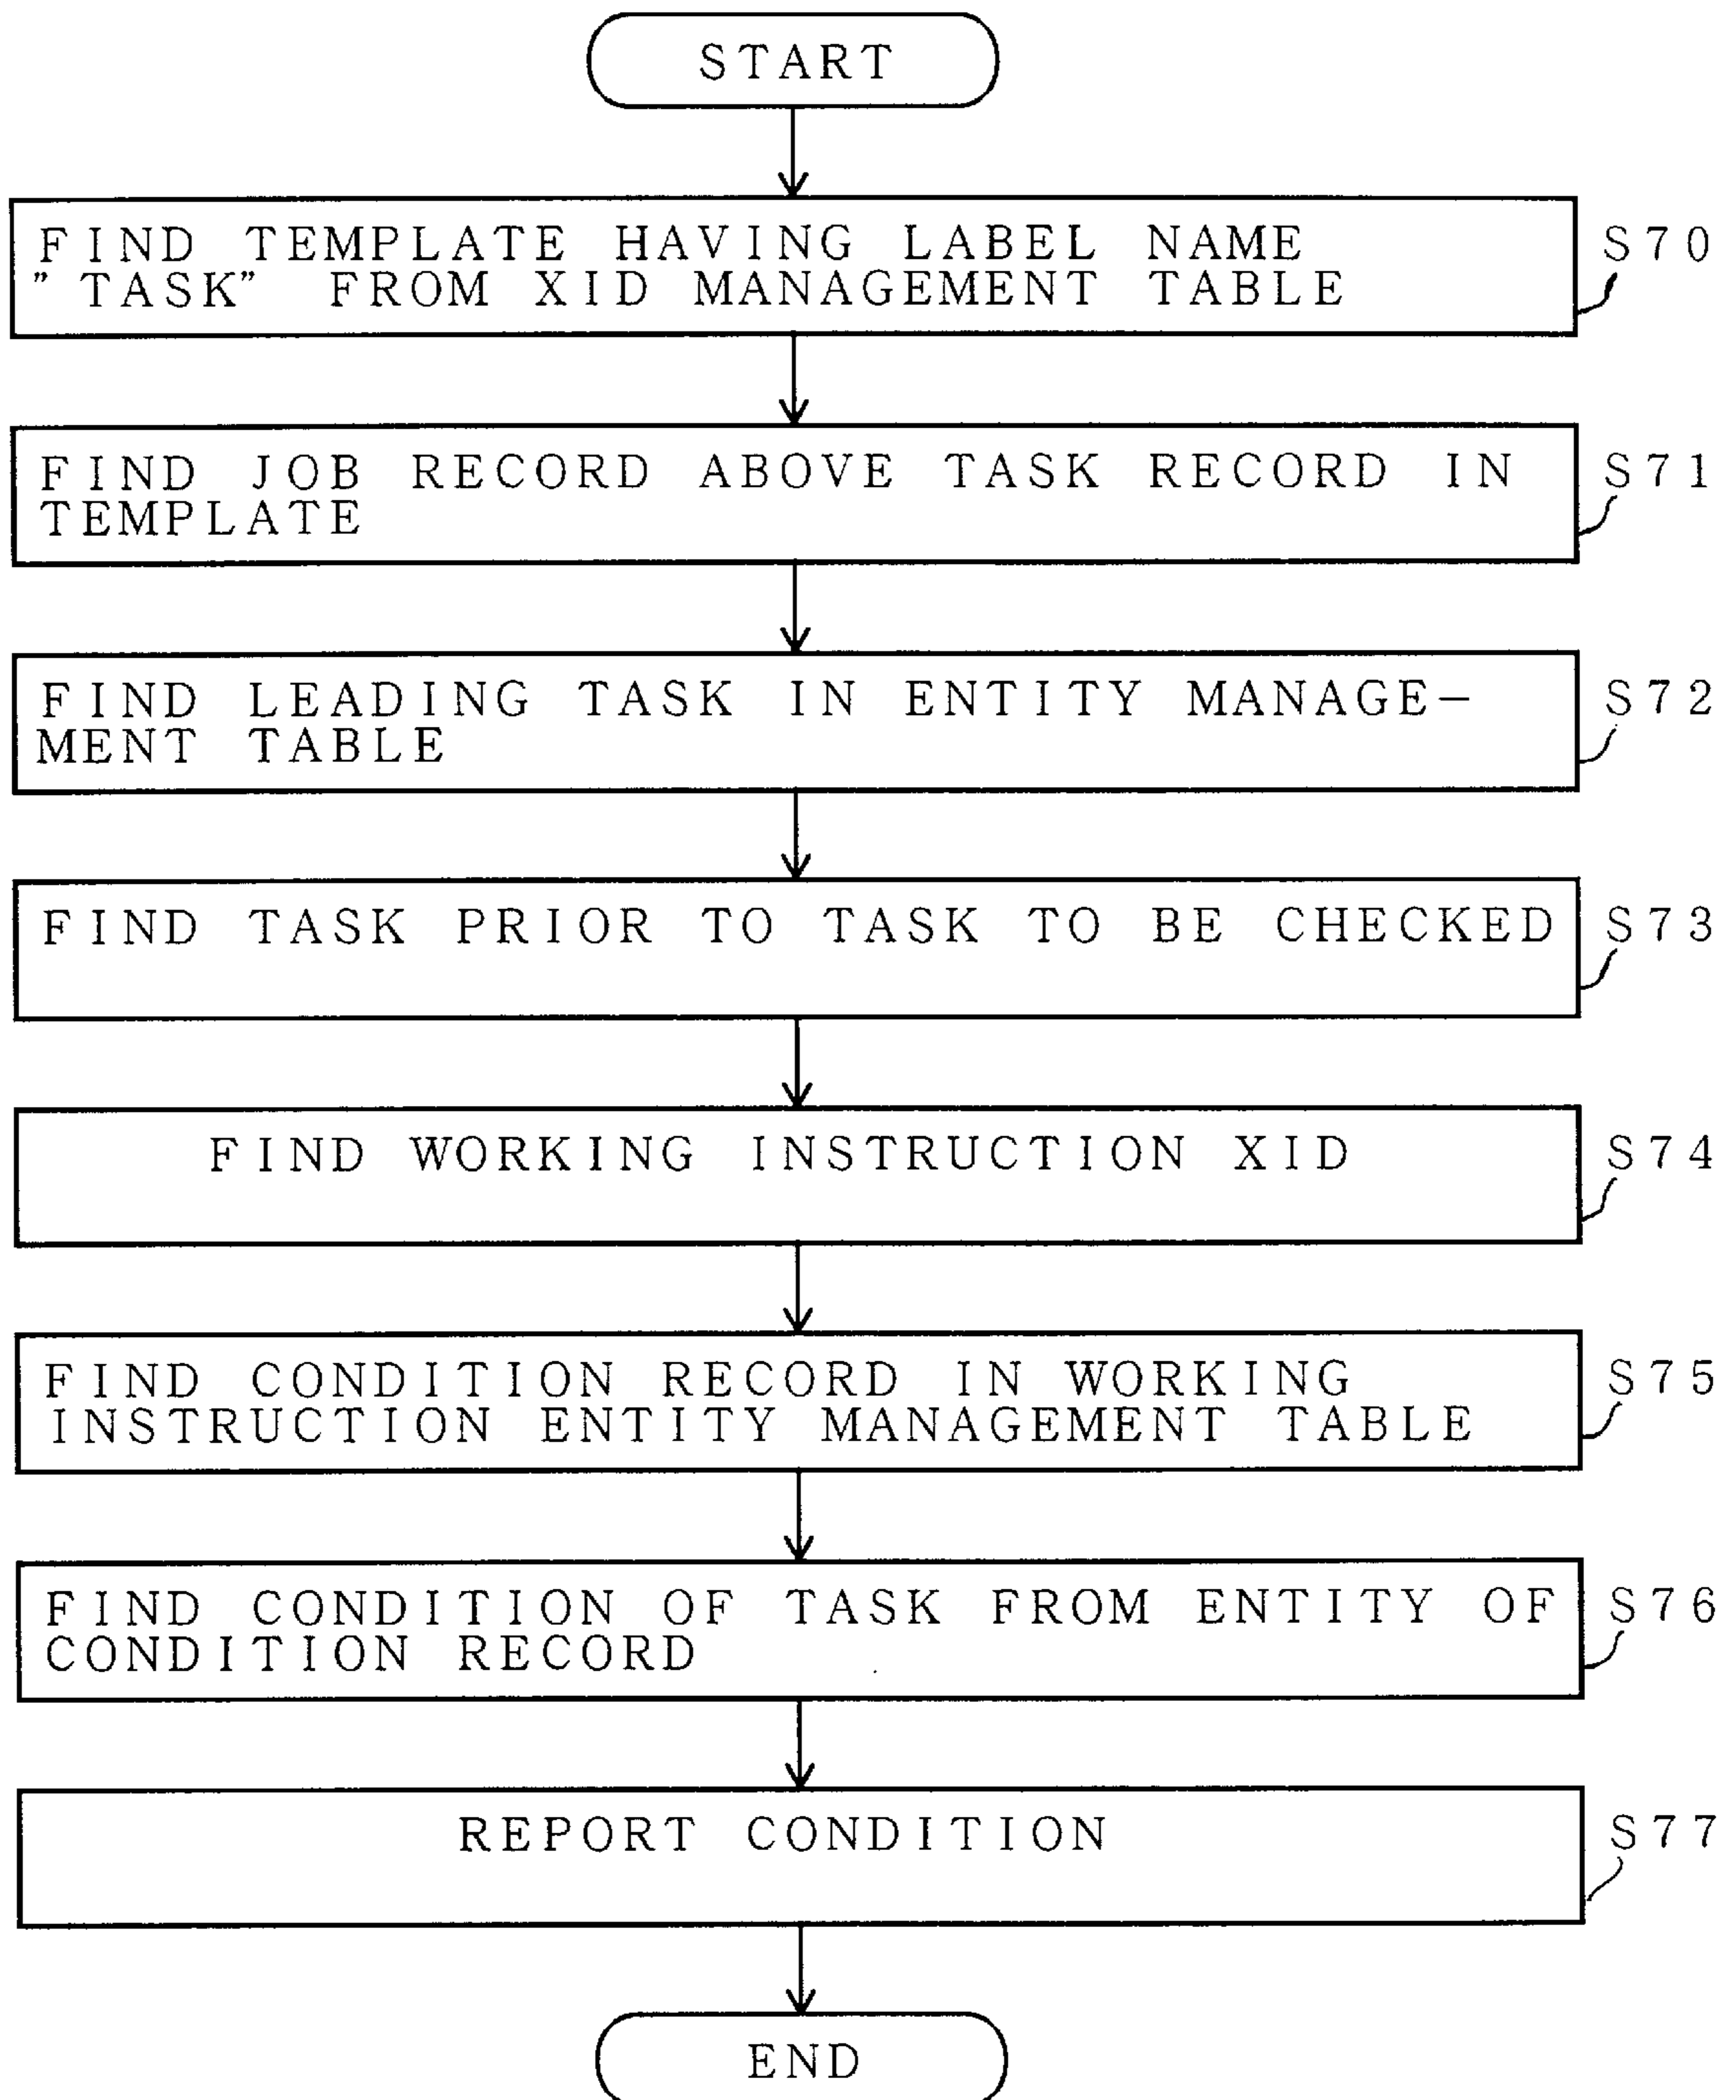 START
FIND TEMPLATE HAVING LABEL NAME
"TASK" FROM XID MANAGEMENT TABLE
S70
FIND JOB RECORD ABOVE TASK RECORD IN
TEMPLATE
S71
FIND LEADING TASK IN ENTITY MANAGE-
MENT TABLE
S72
FIND TASK PRIOR TO TASK TO BE CHECKED
S73
FIND WORKING INSTRUCTION XID
S74
FIND CONDITION RECORD IN WORKING
INSTRUCTION ENTITY MANAGEMENT TABLE
S75
FIND CONDITION OF TASK FROM ENTITY OF
CONDITION RECORD
S76
REPORT CONDITION
S77
END